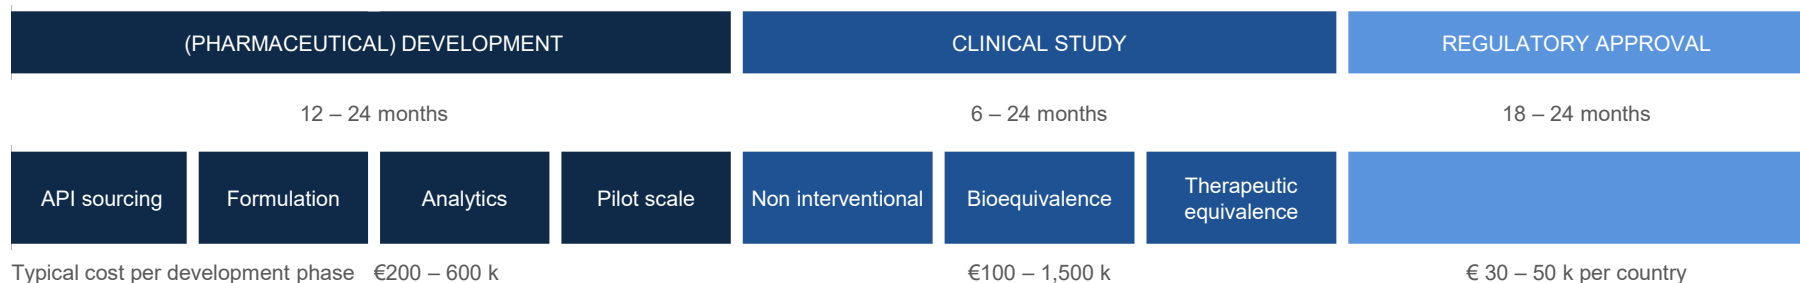 (PHARMACEUTICAL) DEVELOPMENT
CLINICAL STUDY
REGULATORY APPROVAL
12 – 24 months
6 – 24 months
18 – 24 months
API sourcing
Formulation
Analytics
Pilot scale
Non interventional
Bioequivalence
Therapeutic
equivalence
Typical cost per development phase €200 – 600 k
€100 – 1,500 k
€ 30 – 50 k per country